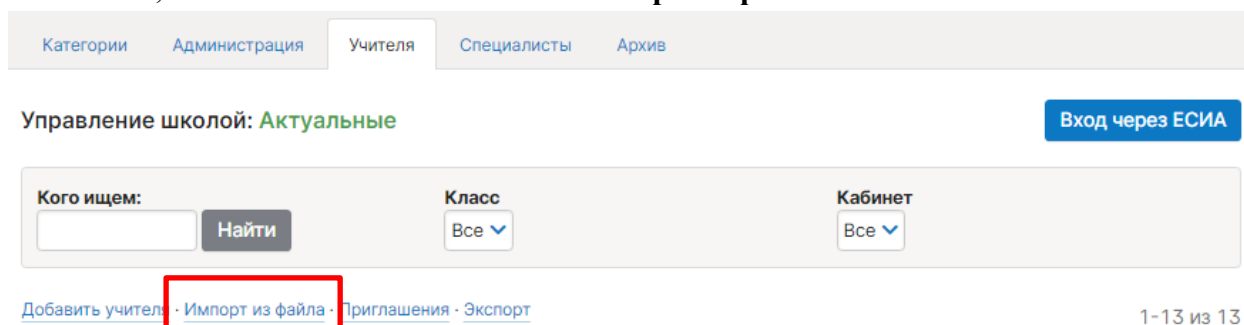 Категории Администрация Учителя Специалисты Архив
Управление школой: Актуальные Вход через ЕСИА
Кого ищем: Класс Кабинет
Найти Все Все
Добавить учителя · Импорт из файла · Приглашения · Экспорт
1-13 из 13